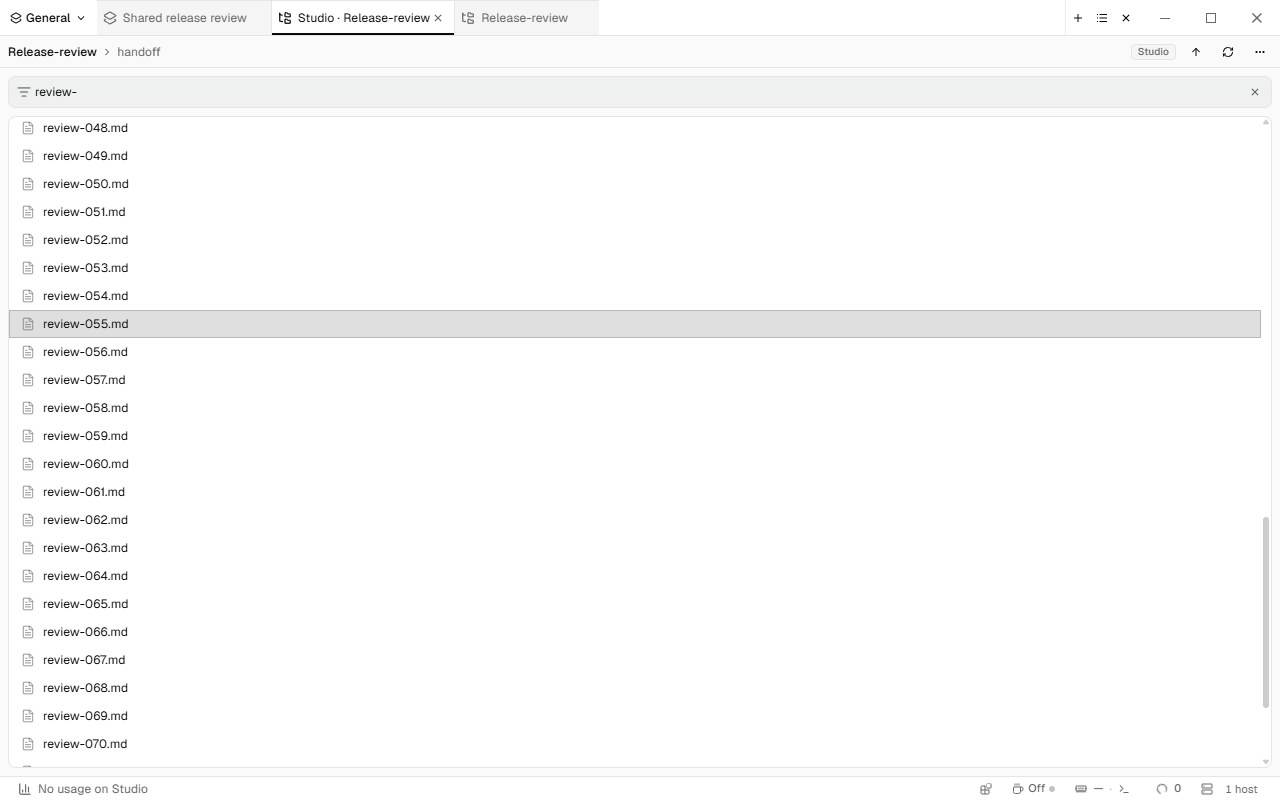 General
Shared release review
Studio · Release-review
Release-review
Release-review > handoff
Studio
review-
review-048.md
review-049.md
review-050.md
review-051.md
review-052.md
review-053.md
review-054.md
review-055.md
review-056.md
review-057.md
review-058.md
review-059.md
review-060.md
review-061.md
review-062.md
review-063.md
review-064.md
review-065.md
review-066.md
review-067.md
review-068.md
review-069.md
review-070.md
No usage on Studio
Off
— ·
0
1 host